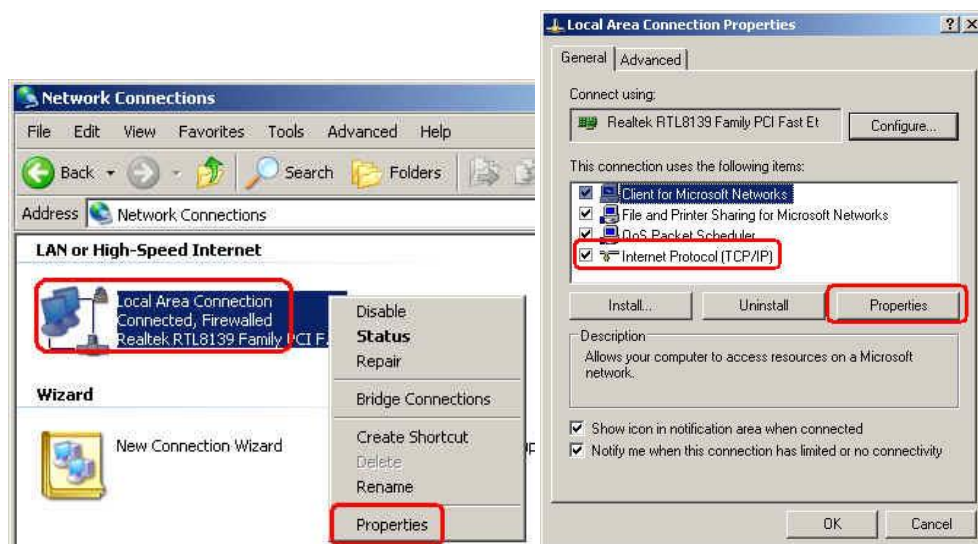 Network Connections
File Edit View Favorites Tools Advanced Help
Back Search Folders
Address Network Connections
LAN or High-Speed Internet
Local Area Connection
Connected, Firewalled
Realtek RTL8139 Family PCI F...
Disable
Status
Repair
Bridge Connections
Create Shortcut
Delete
Rename
Properties
Wizard
New Connection Wizard
Local Area Connection Properties
General Advanced
Connect using:
Realtek RTL8139 Family PCI Fast Et
Configure...
This connection uses the following items:
Client for Microsoft Networks
File and Printer Sharing for Microsoft Networks
QoS Packet Scheduler
Internet Protocol (TCP/IP)
Install... Uninstall Properties
Description
Allows your computer to access resources on a Microsoft
network.
Show icon in notification area when connected
Notify me when this connection has limited or no connectivity
OK Cancel